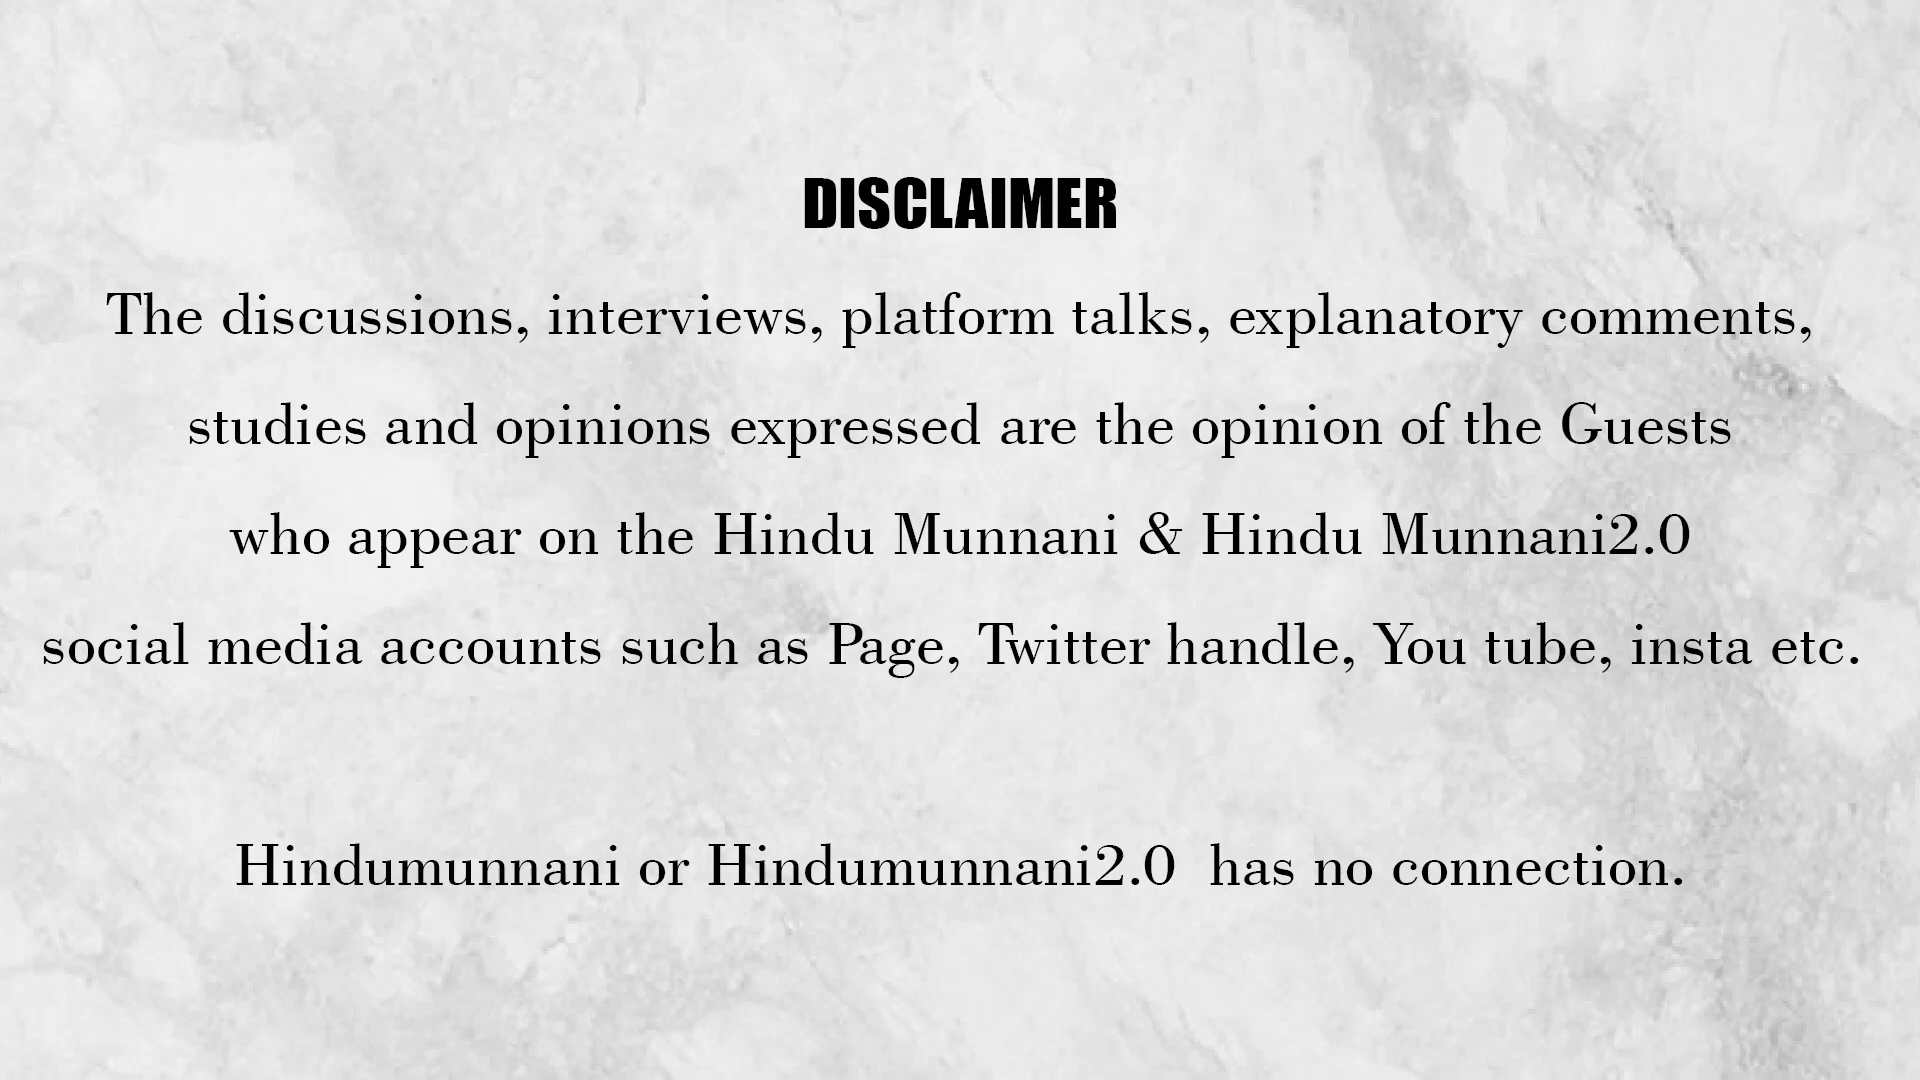 DISCLAIMER
The discussions, interviews, platform talks, explanatory comments,
studies and opinions expressed are the opinion of the Guests
who appear on the Hindu Munnani & Hindu Munnani2.0
social media accounts such as Page, Twitter handle, You tube, insta etc.
Hindumunnani or Hindumunnani2.0  has no connection.